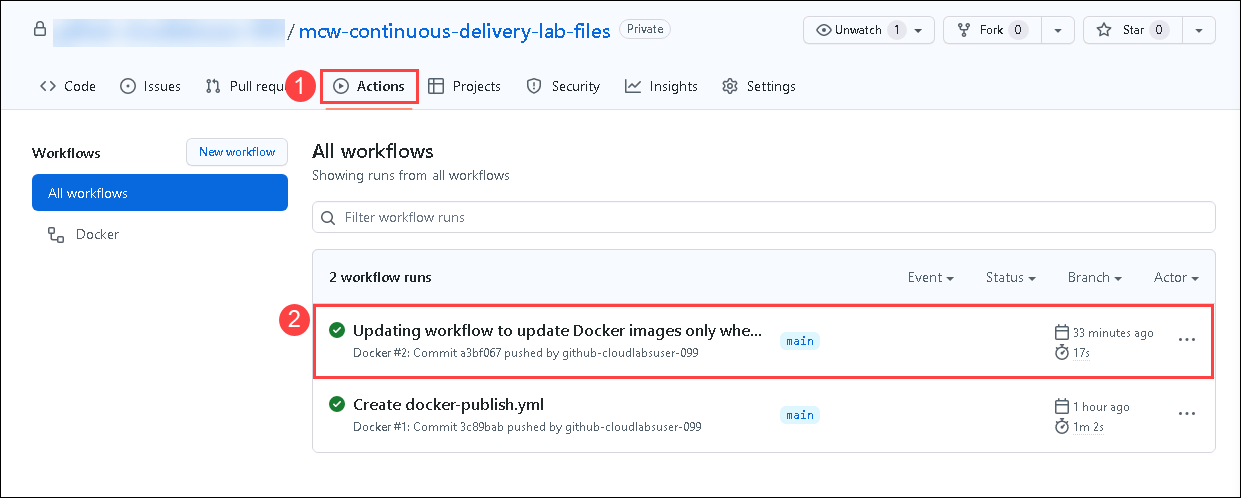 / mcw-continuous-delivery-lab-files Private Unwatch 1 Fork 0 Star 0
Code Issues Pull requ 1 Actions Projects Security Insights Settings
Workflows New workflow
All workflows
Docker
All workflows
Showing runs from all workflows
Filter workflow runs
2 workflow runs Event Status Branch Actor
2
Updating workflow to update Docker images only whe... main 33 minutes ago
Docker #2: Commit a3bf067 pushed by github-cloudlabsuser-099 17s
Create docker-publish.yml main 1 hour ago
Docker #1: Commit 3c89bab pushed by github-cloudlabsuser-099 1m 2s